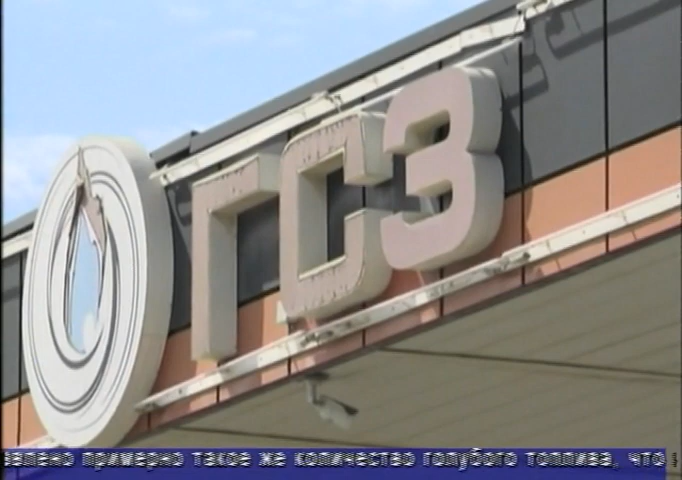 ГСЗ
примерно такое же количество голубого топлива, что